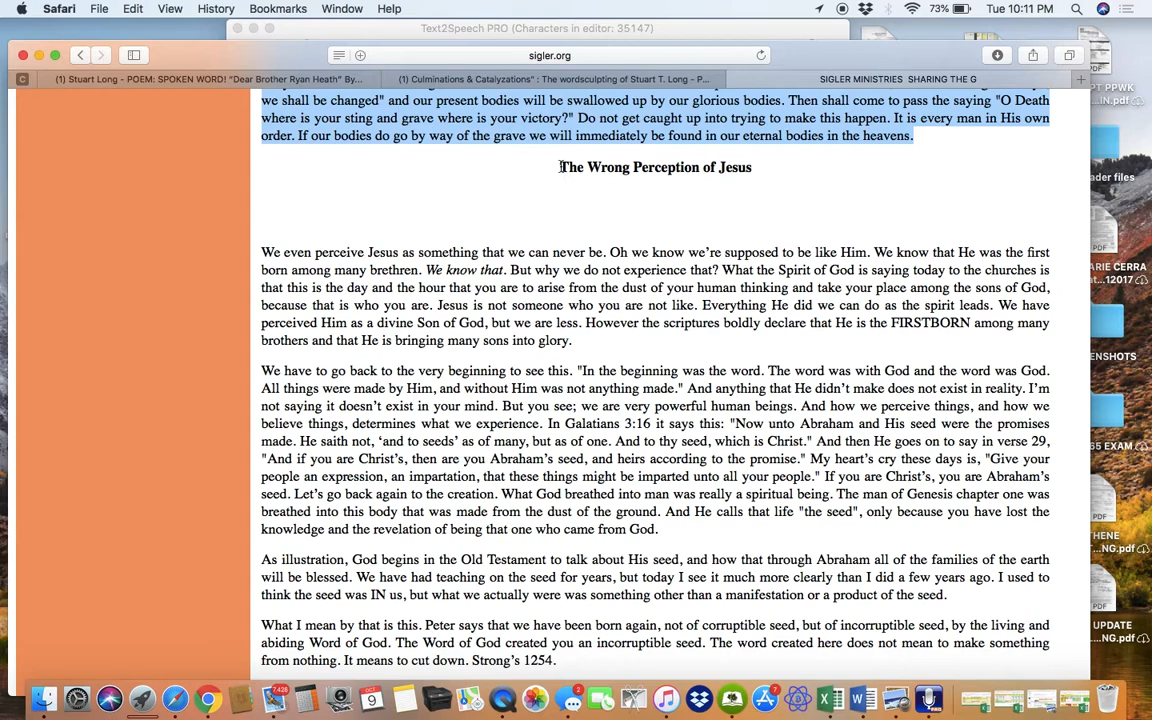 Safari File Edit View History Bookmarks Window Help 73% Tue 10:11 PM
Text2Speech PRO (Characters in editor: 35147)
sigler.org
(1) Stuart Long - POEM: SPOKEN WORD! “Dear Brother Ryan Heath” By...
(1) Culminations & Catalyzations” : The wordsculpting of Stuart T. Long - P...
SIGLER MINISTRIES SHARING THE G
we shall be changed" and our present bodies will be swallowed up by our glorious bodies. Then shall come to pass the saying "O Death
where is your sting and grave where is your victory?" Do not get caught up into trying to make this happen. It is every man in His own
order. If our bodies do go by way of the grave we will immediately be found in our eternal bodies in the heavens.
The Wrong Perception of Jesus
We even perceive Jesus as something that we can never be. Oh we know we’re supposed to be like Him. We know that He was the first
born among many brethren. We know that. But why we do not experience that? What the Spirit of God is saying today to the churches is
that this is the day and the hour that you are to arise from the dust of your human thinking and take your place among the sons of God,
because that is who you are. Jesus is not someone who you are not like. Everything He did we can do as the spirit leads. We have
perceived Him as a divine Son of God, but we are less. However the scriptures boldly declare that He is the FIRSTBORN among many
brothers and that He is bringing many sons into glory.
We have to go back to the very beginning to see this. "In the beginning was the word. The word was with God and the word was God.
All things were made by Him, and without Him was not anything made." And anything that He didn’t make does not exist in reality. I’m
not saying it doesn’t exist in your mind. But you see; we are very powerful human beings. And how we perceive things, and how we
believe things, determines what we experience. In Galatians 3:16 it says this: "Now unto Abraham and His seed were the promises
made. He saith not, ‘and to seeds’ as of many, but as of one. And to thy seed, which is Christ." And then He goes on to say in verse 29,
"And if you are Christ’s, then are you Abraham’s seed, and heirs according to the promise." My heart’s cry these days is, "Give your
people an expression, an impartation, that these things might be imparted unto all your people." If you are Christ’s, you are Abraham’s
seed. Let’s go back again to the creation. What God breathed into man was really a spiritual being. The man of Genesis chapter one was
breathed into this body that was made from the dust of the ground. And He calls that life "the seed", only because you have lost the
knowledge and the revelation of being that one who came from God.
As illustration, God begins in the Old Testament to talk about His seed, and how that through Abraham all of the families of the earth
will be blessed. We have had teaching on the seed for years, but today I see it much more clearly than I did a few years ago. I used to
think the seed was IN us, but what we actually were was something other than a manifestation or a product of the seed.
What I mean by that is this. Peter says that we have been born again, not of corruptible seed, but of incorruptible seed, by the living and
abiding Word of God. The Word of God created you an incorruptible seed. The word created here does not mean to make something
from nothing. It means to cut down. Strong’s 1254.
PDF
PT PPWK
IN.pdf
ader files
PDF
ARIE CERRA
at...12017
ENSHOTS
65 EXAM
PDF
THENE
NG.pdf
PDF
UPDATE
NG.pdf
7,428
OCT
9
2
7